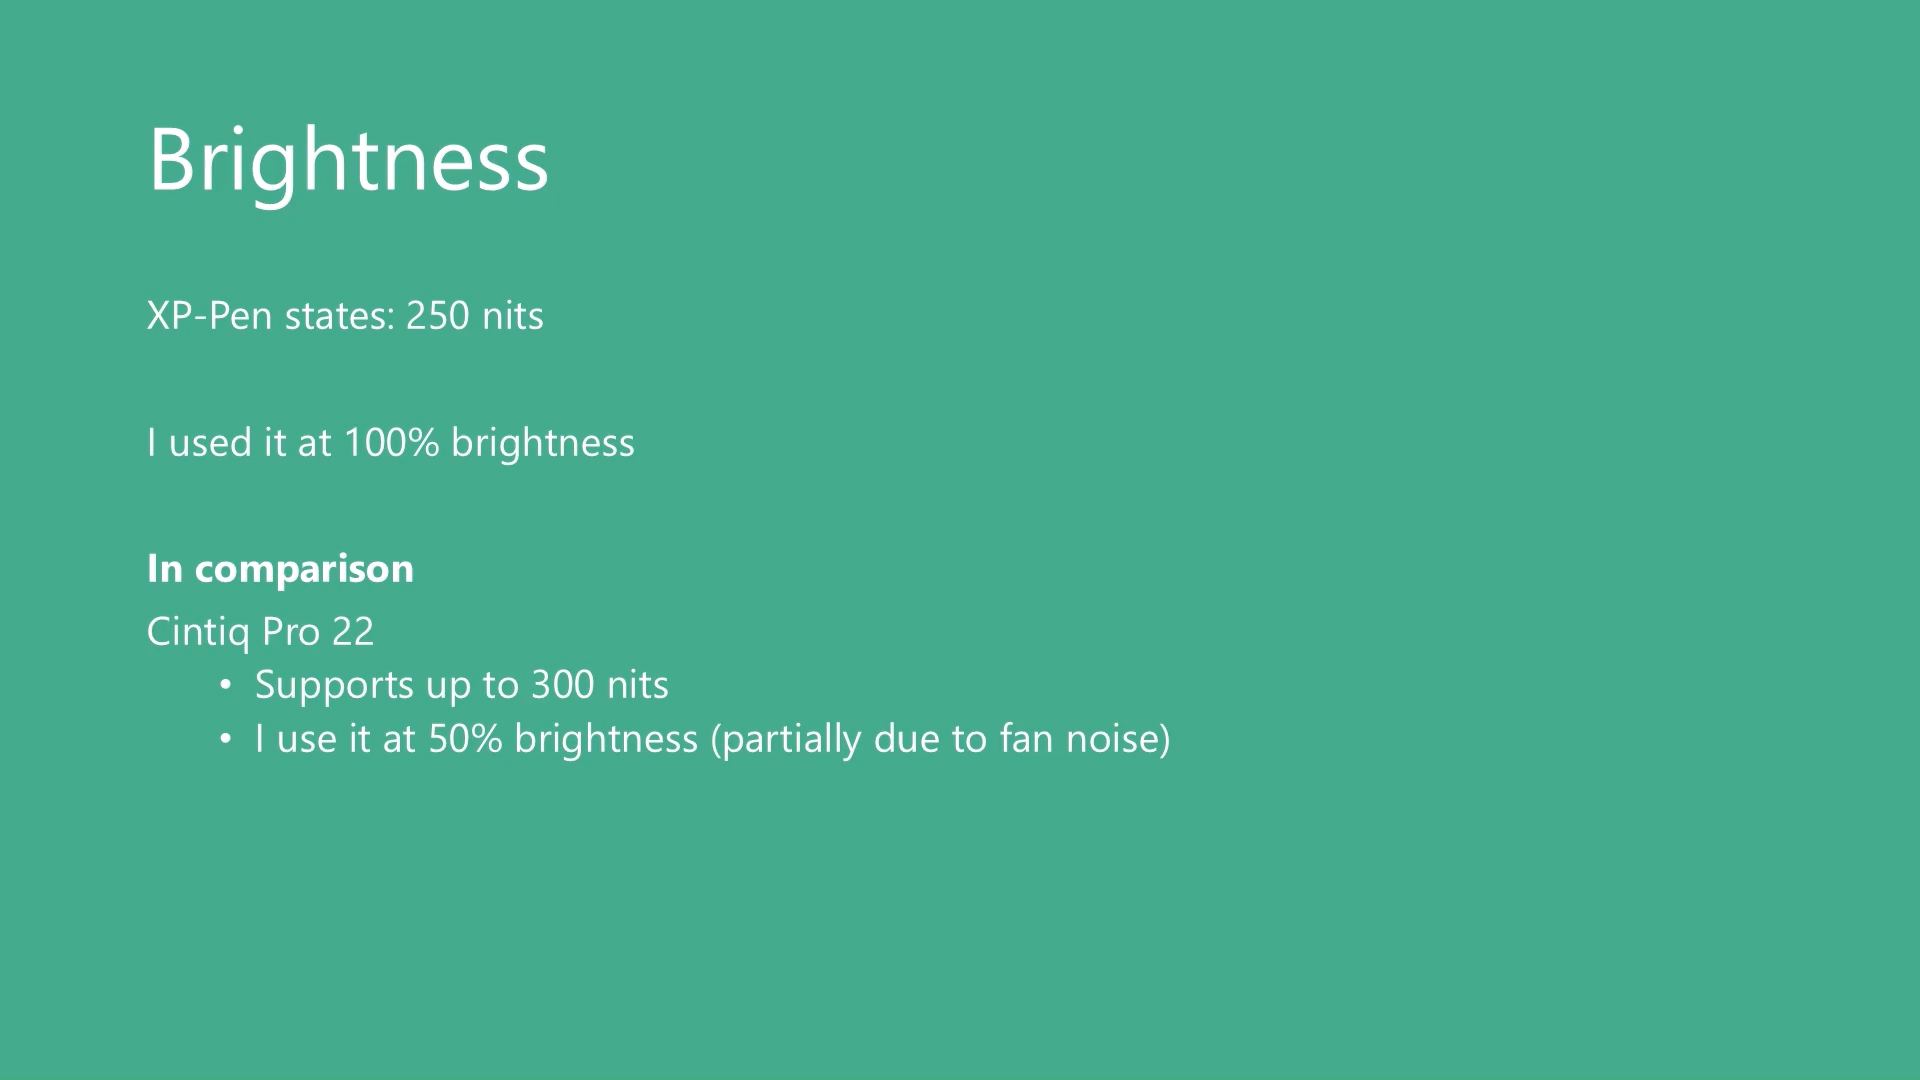 Brightness
XP-Pen states: 250 nits
I used it at 100% brightness
In comparison
Cintiq Pro 22
• Supports up to 300 nits
• I use it at 50% brightness (partially due to fan noise)